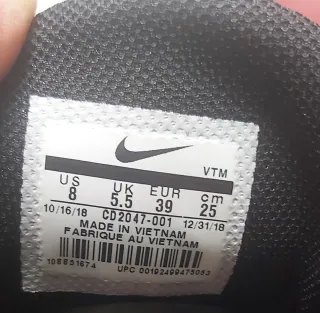 VTM
US UK EUR cm
8 5.5 39 25
10/16/18 CD2047-001 12/31/18
MADE IN VIETNAM
FABRIQUE AU VIETNAM
UPC